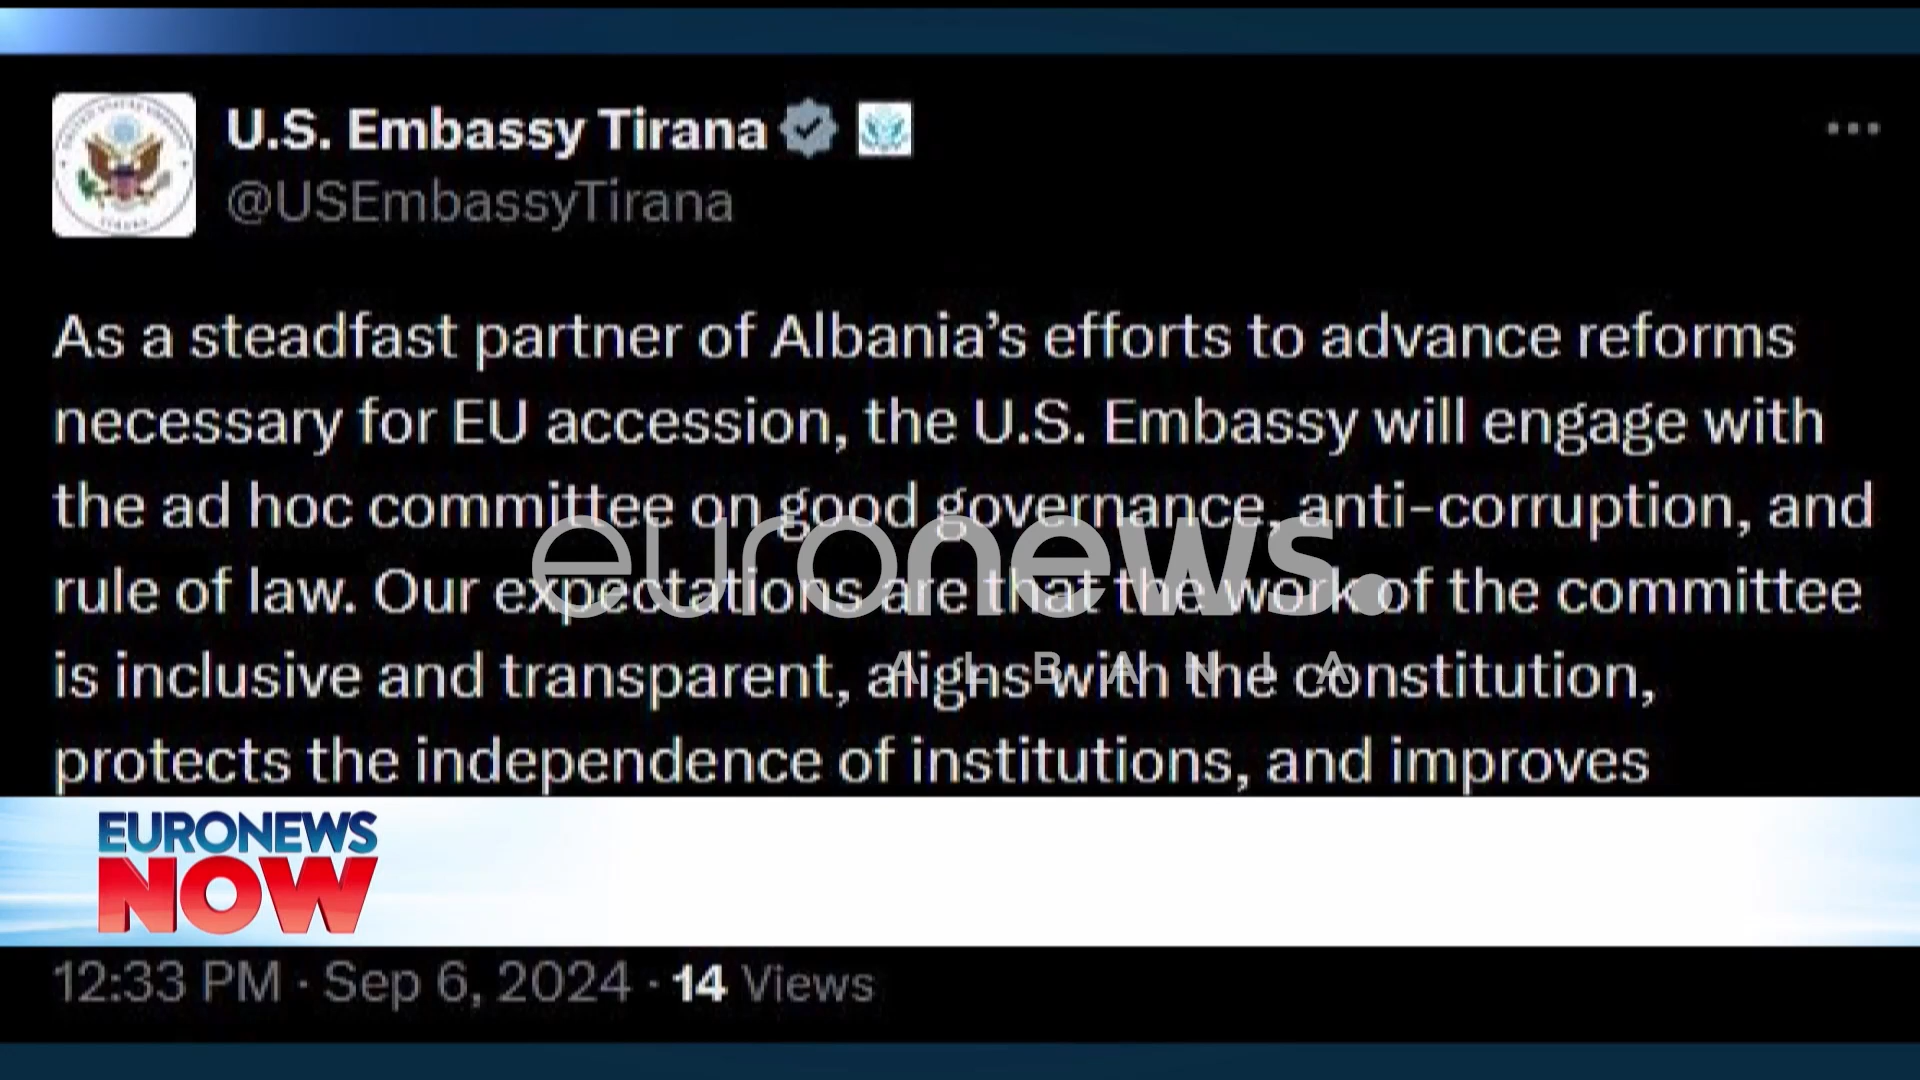 U.S. Embassy Tirana
@USEmbassyTirana
As a steadfast partner of Albania’s efforts to advance reforms
necessary for EU accession, the U.S. Embassy will engage with
the ad hoc committee on good governance, anti-corruption, and
rule of law. Our expectations are that the work of the committee
is inclusive and transparent, aligns with the constitution,
protects the independence of institutions, and improves
euronews.
ALBANIA
EURONEWS
NOW
12:33 PM · Sep 6, 2024 · 14 Views